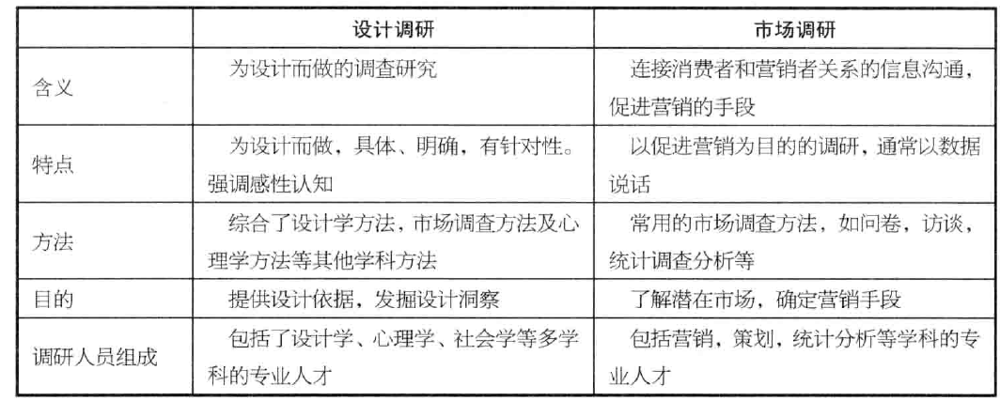 设计调研 市场调研
含义 为设计而做的调查研究 连接消费者和营销者关系的信息沟通，
促进营销的手段
特点 为设计而做，具体、明确，有针对性。 以促进营销为目的的调研，通常以数据
强调感性认知 说话
方法 综合了设计学方法，市场调查方法及心 常用的市场调查方法，如问卷，访谈，
理学方法等其他学科方法 统计调查分析等
目的 提供设计依据，发掘设计洞察 了解潜在市场，确定营销手段
调研人员组成 包括了设计学、心理学、社会学等多学 包括营销，策划，统计分析等学科的专
科的专业人才 业人才